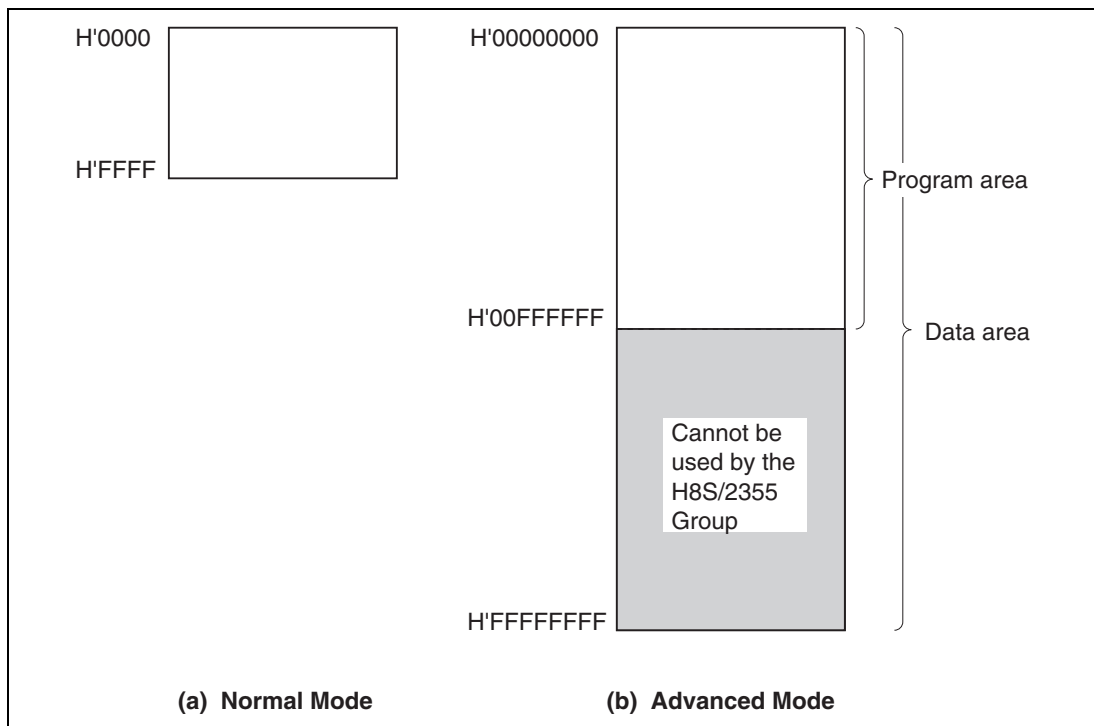 H'0000
H'FFFF
(a) Normal Mode
H'00000000
H'00FFFFFF
Cannot be
used by the
H8S/2355
Group
H'FFFFFFFF
Program area
Data area
(b) Advanced Mode